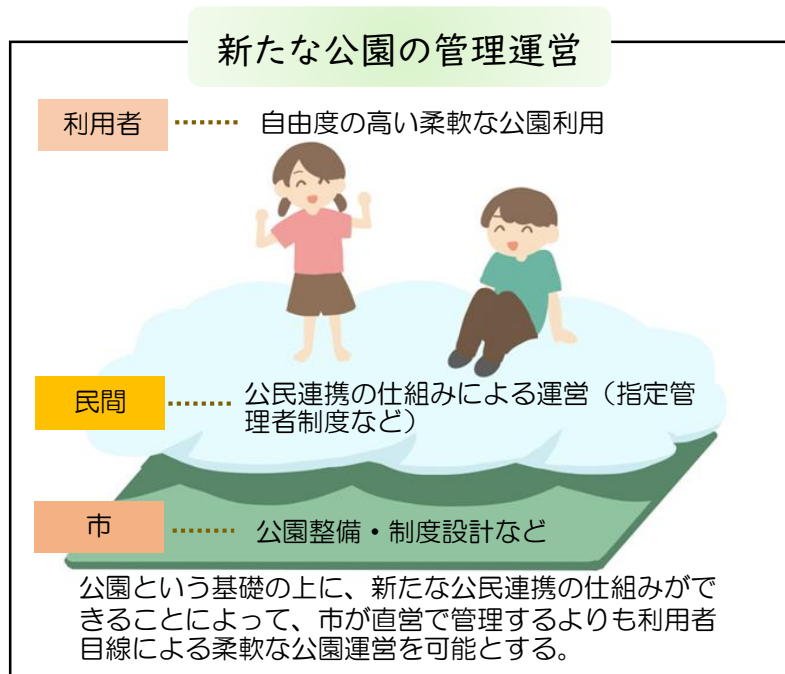 新たな公園の管理運営
利用者 ……… 自由度の高い柔軟な公園利用
民間 ……… 公民連携の仕組みによる運営（指定管
理者制度など）
市 ……… 公園整備・制度設計など
公園という基礎の上に、新たな公民連携の仕組みがで
きることによって、市が直営で管理するよりも利用者
目線による柔軟な公園運営を可能とする。